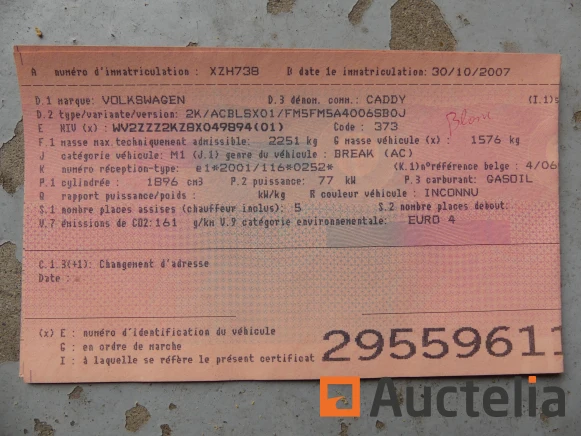 A numéro d'immatriculation : XZH738 B date 1e immatriculation: 30/10/2007
D.1 marque: VOLKSWAGEN D.3 dénom. comm.: CADDY (I.1)s
D.2 type/variante/version: 2K/ACBLSX01/FM5FM5A4006SB0J
E NIV (x) : WV2ZZZ2KZ8X049894(01) Code : 373
Blanc
F.1 masse max. techniquement admissible: 2251 kg G masse véhicule (x): 1576 kg
J catégorie véhicule: M1 (J.1) genre du véhicule: BREAK (AC)
K numéro réception-type: e1*2001/116*0252* (K.1)n°référence belge : 4/06
P.1 cylindrée : 1896 cm3 P.2 puissance: 77 kW P.3 carburant: GASOIL
Q rapport puissance/poids : kW/kg R couleur véhicule: INCONNU
S.1 nombre places assises (chauffeur inclus): 5 S.2 nombre places debout:
V.7 émissions de CO2:161 g/km V.9 catégorie environnementale: EURO 4
C.1.3(+1): Changement d'adresse
Date :
(x) E : numéro d'identification du véhicule
G : en ordre de marche
I : à laquelle se réfère le présent certificat
29559611
Auctelia